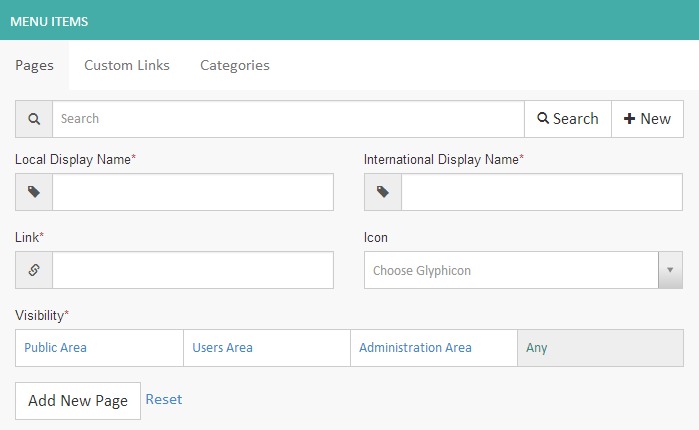 MENU ITEMS
Pages Custom Links Categories
Search Search New
Local Display Name* International Display Name*
Link* Icon
Choose Glyphicon
Visibility*
Public Area Users Area Administration Area Any
Add New Page Reset